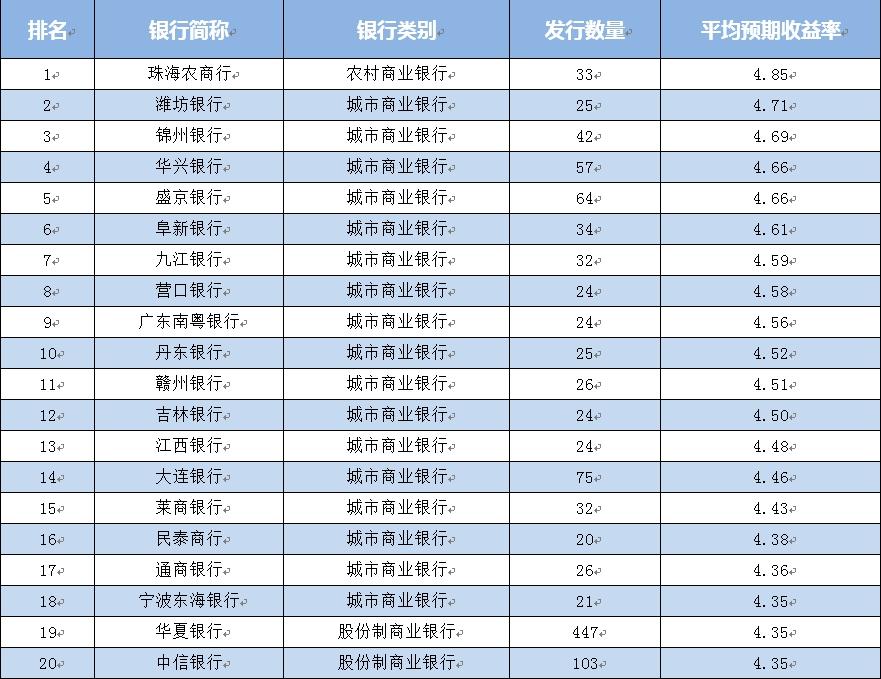 排名 银行简称 银行类别 发行数量 平均预期收益率
1 珠海农商行 农村商业银行 33 4.85
2 潍坊银行 城市商业银行 25 4.71
3 锦州银行 城市商业银行 42 4.69
4 华兴银行 城市商业银行 57 4.66
5 盛京银行 城市商业银行 64 4.66
6 阜新银行 城市商业银行 34 4.61
7 九江银行 城市商业银行 32 4.59
8 营口银行 城市商业银行 24 4.58
9 广东南粤银行 城市商业银行 24 4.56
10 丹东银行 城市商业银行 25 4.52
11 赣州银行 城市商业银行 26 4.51
12 吉林银行 城市商业银行 24 4.50
13 江西银行 城市商业银行 24 4.48
14 大连银行 城市商业银行 75 4.46
15 莱商银行 城市商业银行 32 4.43
16 民泰商行 城市商业银行 20 4.38
17 通商银行 城市商业银行 26 4.36
18 宁波东海银行 城市商业银行 21 4.35
19 华夏银行 股份制商业银行 447 4.35
20 中信银行 股份制商业银行 103 4.35